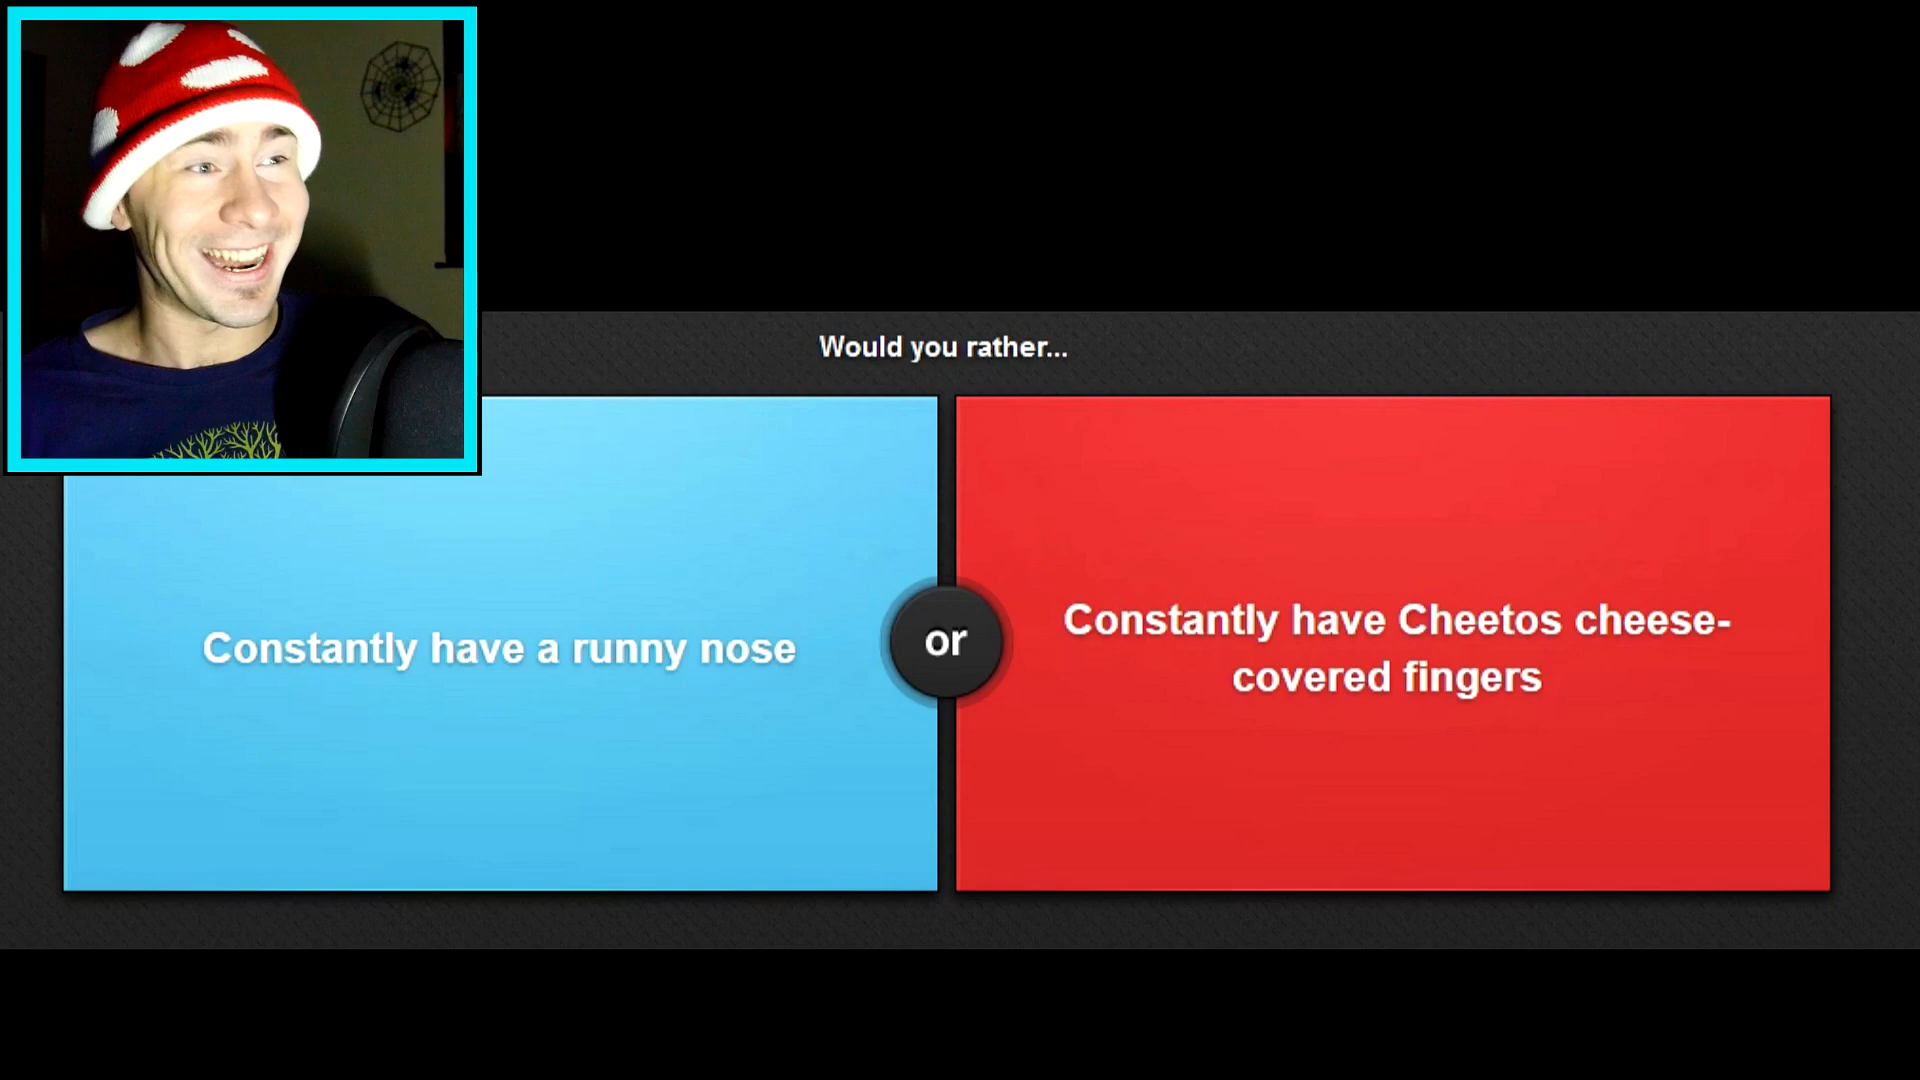 Would you rather...
Constantly have a runny nose
or
Constantly have Cheetos cheese-
covered fingers